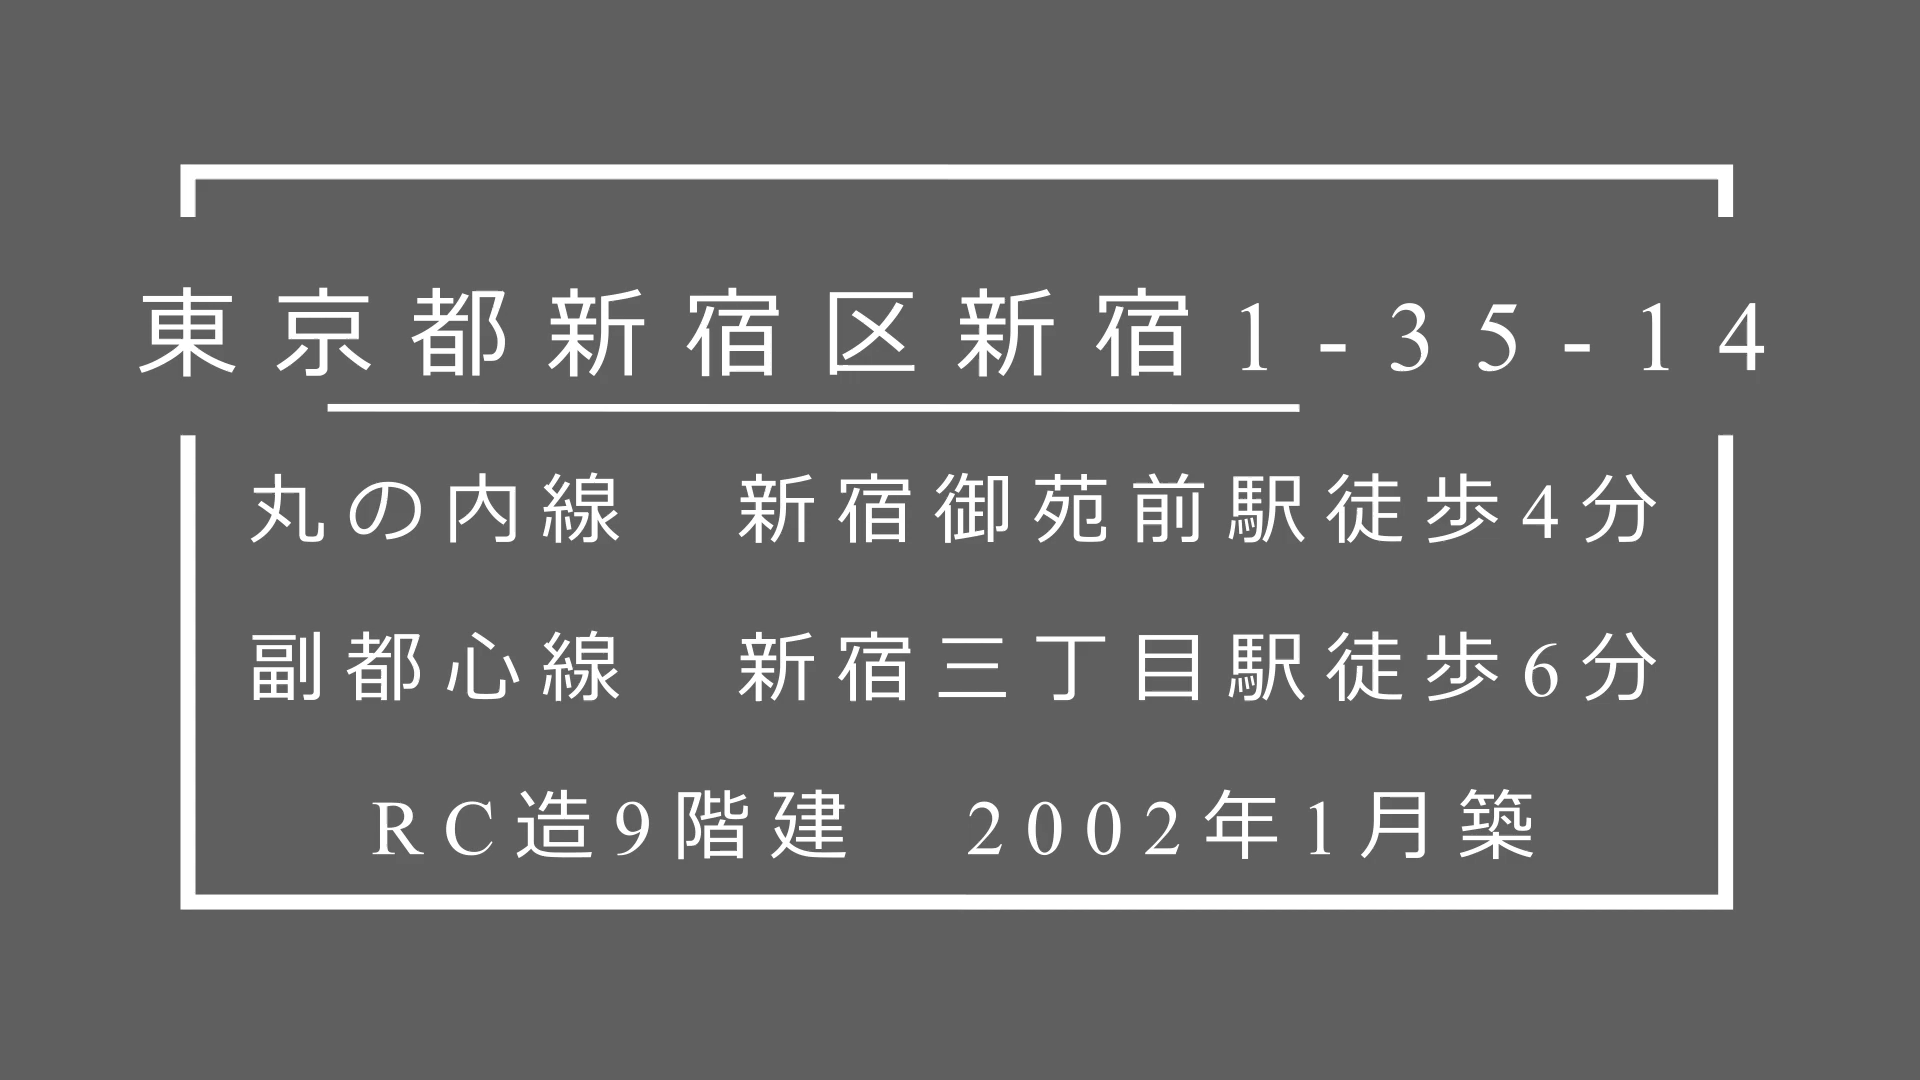 東京都新宿区新宿1-35-14
丸の内線　新宿御苑前駅徒歩4分
副都心線　新宿三丁目駅徒歩6分
RC造9階建　2002年1月築